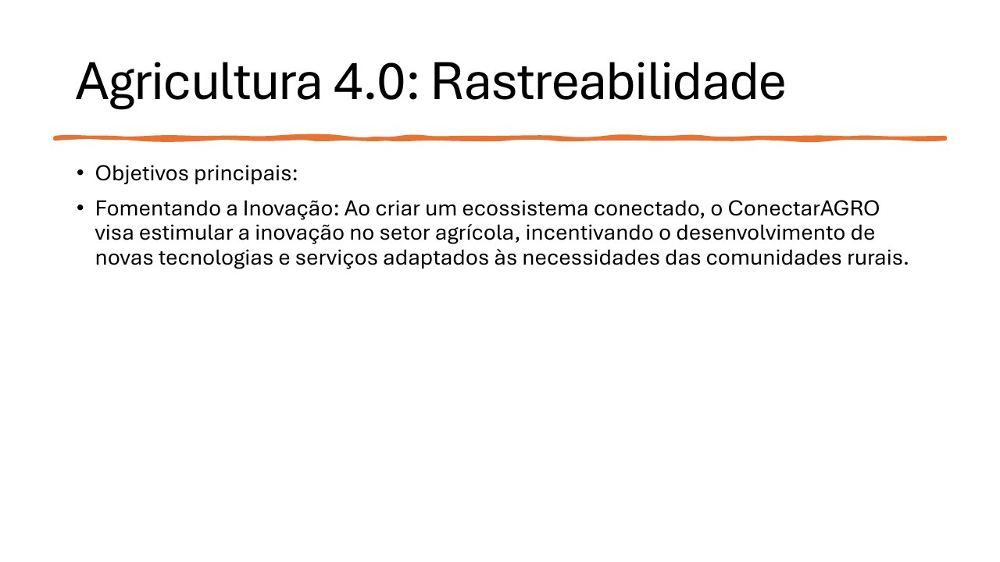 Agricultura 4.0: Rastreabilidade
• Objetivos principais:
• Fomentando a Inovação: Ao criar um ecossistema conectado, o ConectarAGRO
visa estimular a inovação no setor agrícola, incentivando o desenvolvimento de
novas tecnologias e serviços adaptados às necessidades das comunidades rurais.